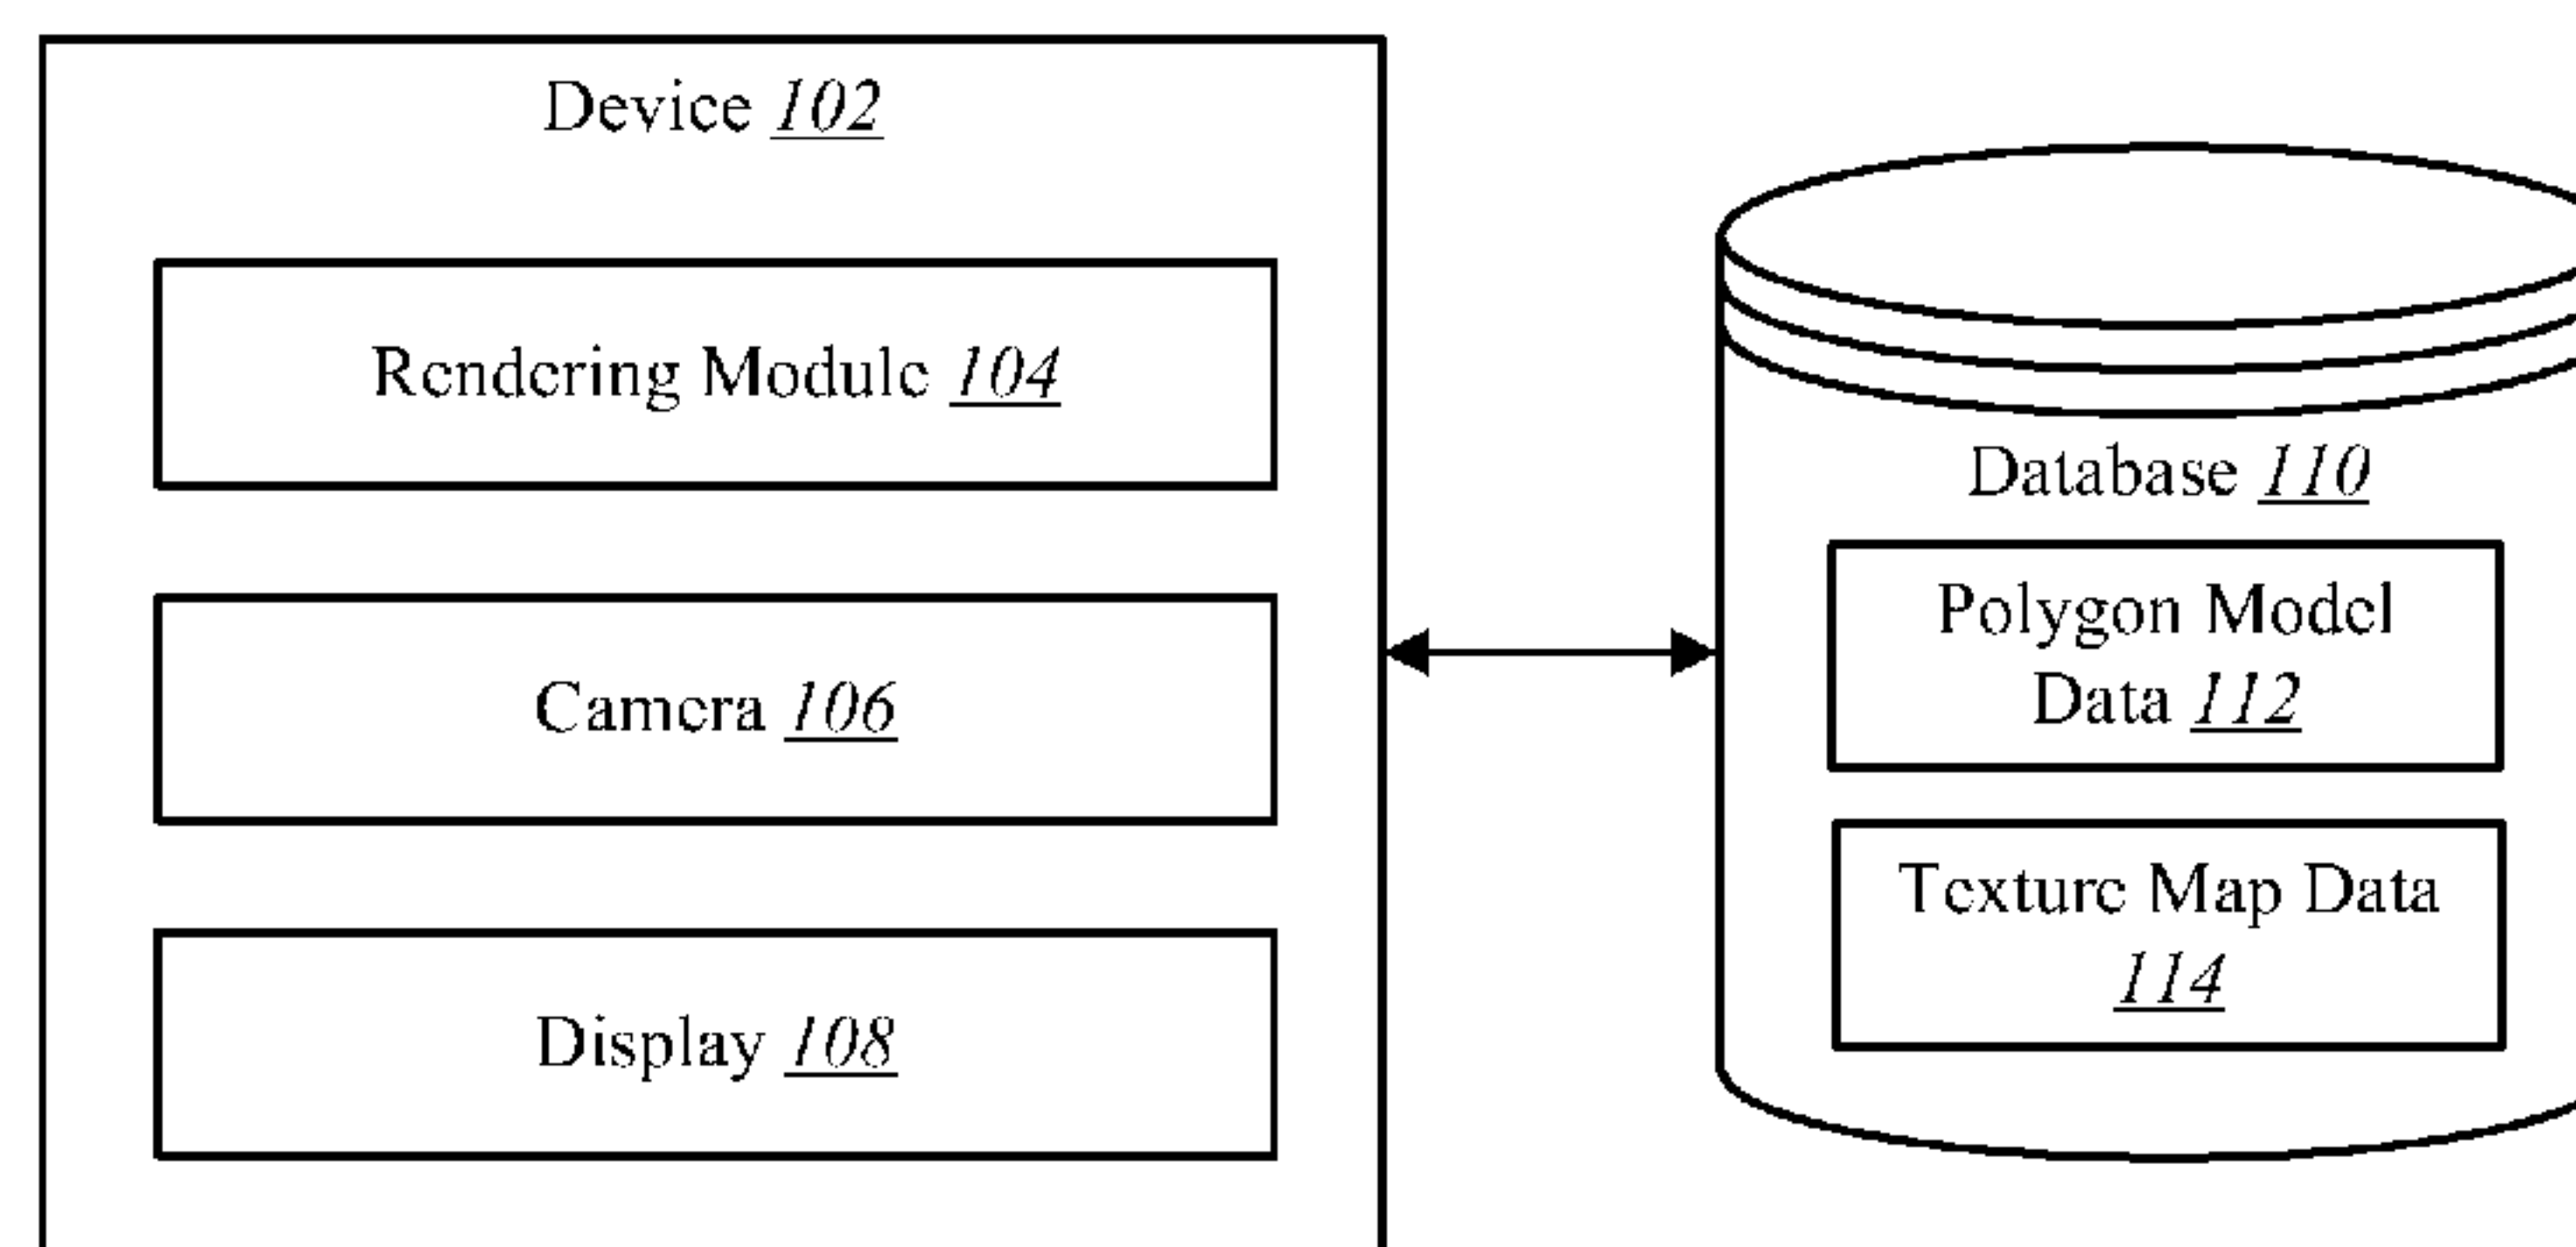 Device 102
Rendering Module 104
Camera 106
Display 108
Database 110
Polygon Model
Data 112
Texture Map Data
114